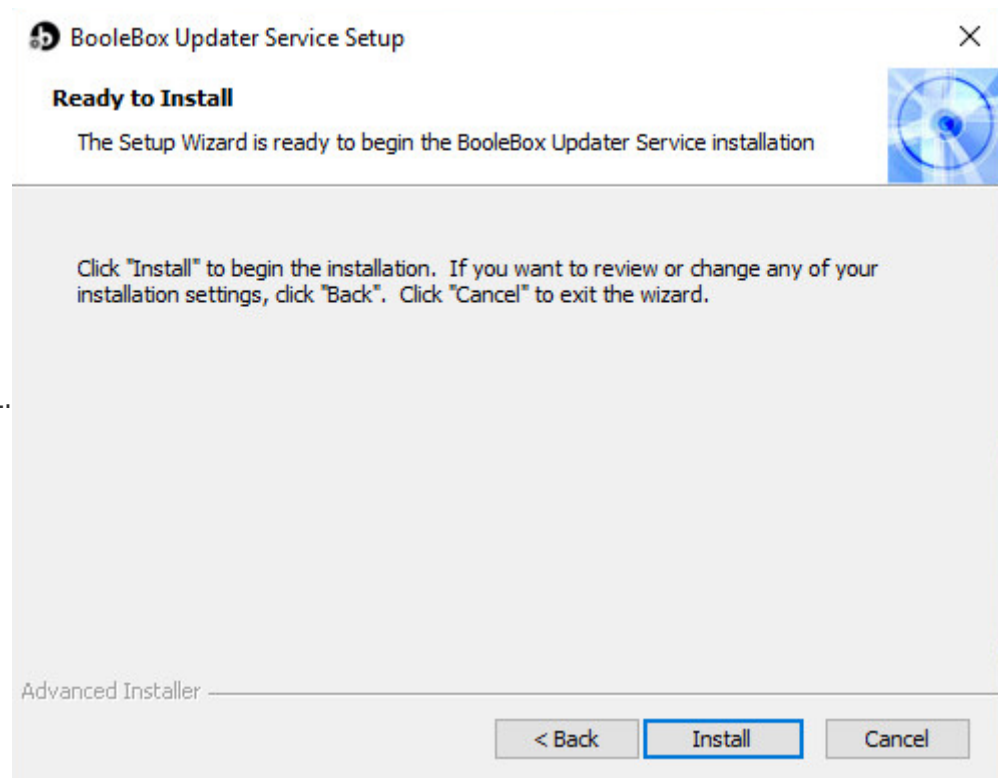 BooleBox Updater Service Setup
Ready to Install
The Setup Wizard is ready to begin the BooleBox Updater Service installation
Click "Install" to begin the installation.  If you want to review or change any of your
installation settings, click "Back".  Click "Cancel" to exit the wizard.
..
Advanced Installer
< Back
Install
Cancel